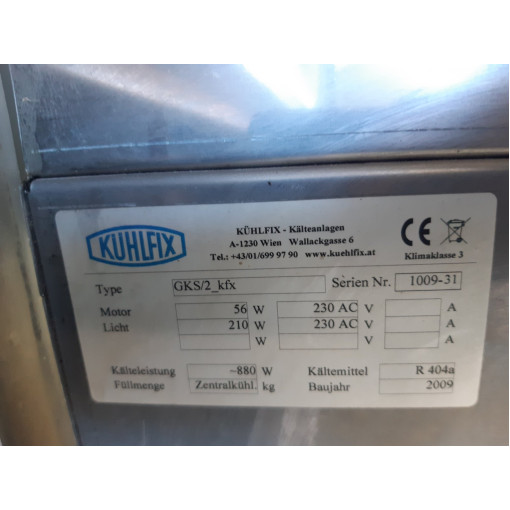 KÜHLFIX
KÜHLFIX - Kälteanlagen
A-1230 Wien Wallackgasse 6
Tel.: +43/01/699 97 90 www.kuehlfix.at
CE
Klimaklasse 3
Type GKS/2_kfx Serien Nr. 1009-31
Motor 56 W 230 AC V A
Licht 210 W 230 AC V A
W V A
Kälteleistung ~880 W Kältemittel R 404a
Füllmenge Zentralkühl. kg Baujahr 2009